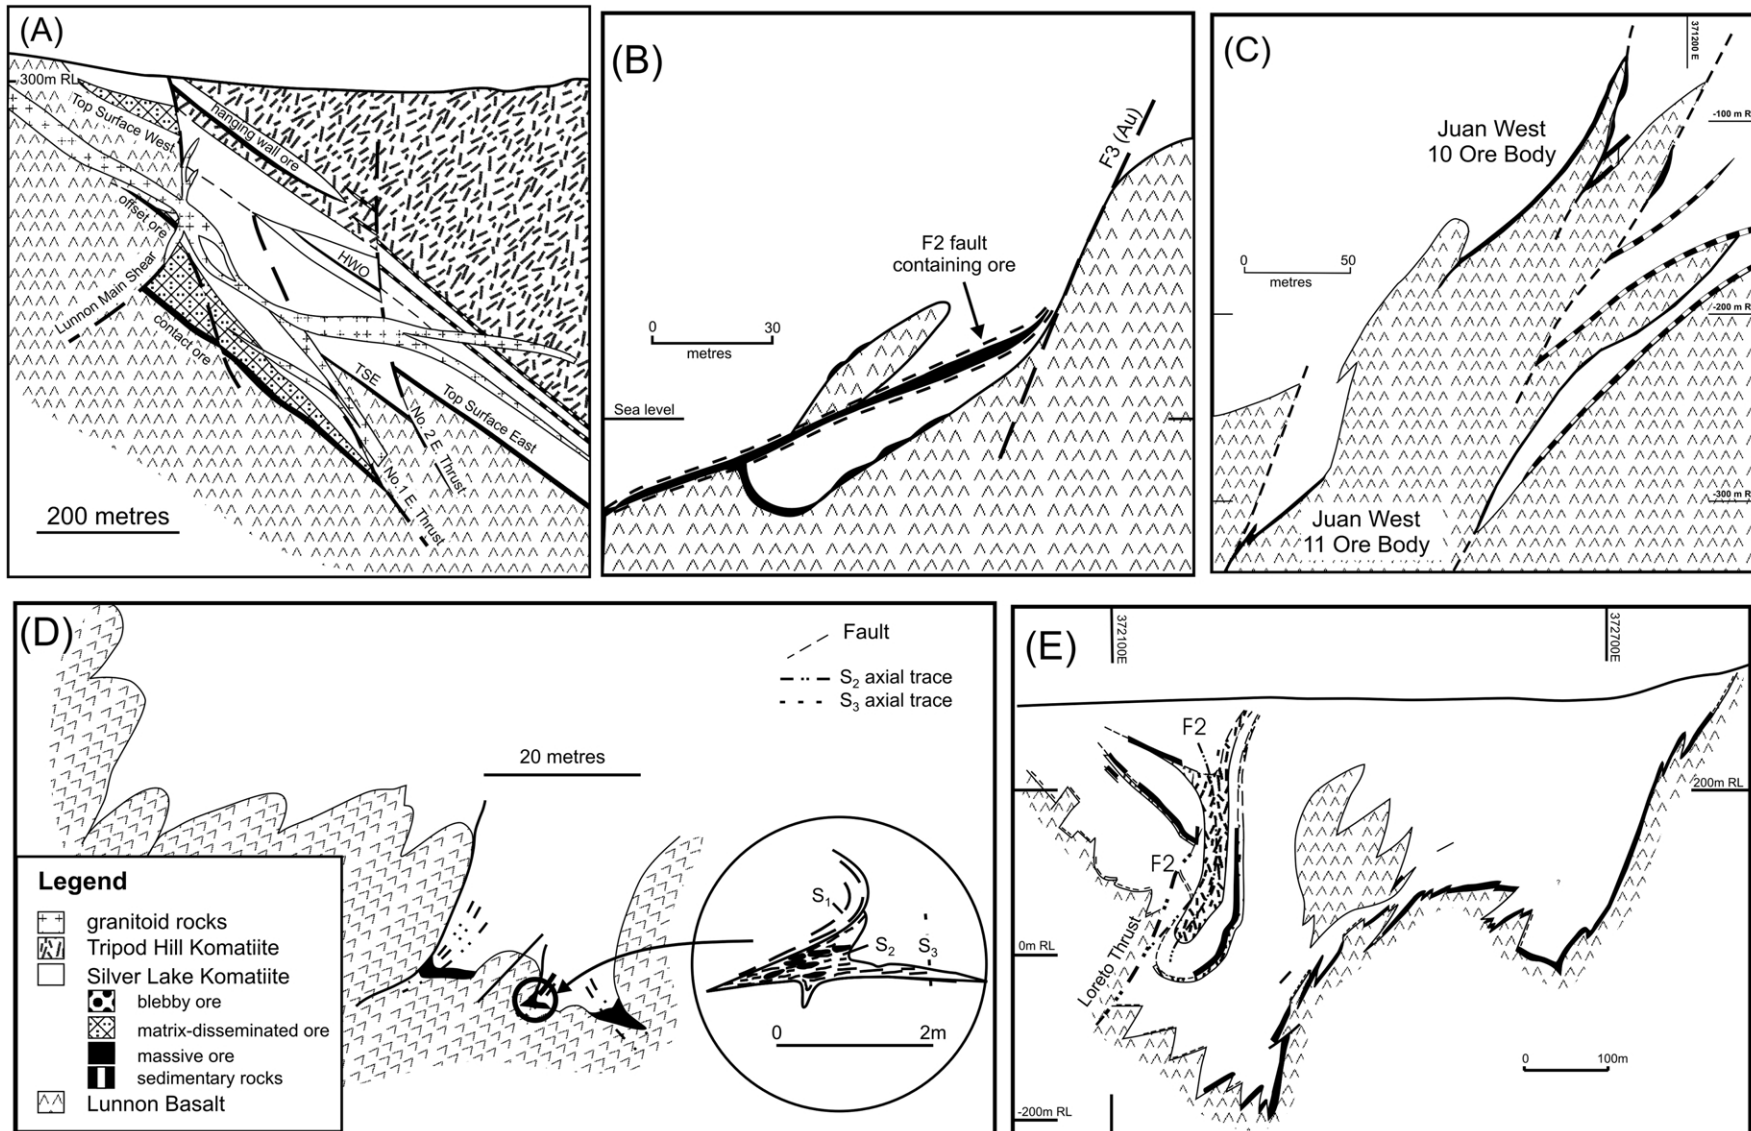 (A)
300m RL
Top Surface West
hanging wall ore
offset ore
HWO
Lunnon Main Shear
contact ore
TSE
Top Surface East
No. 2 E Thrust
No.1 E Thrust
200 metres
(B)
F3 (Au)
F2 fault
containing ore
0 30
metres
Sea level
(C)
371200 E
-100 m R
Juan West
10 Ore Body
0 50
metres
-200 m R
-300 m R
Juan West
11 Ore Body
(D)
Fault
S2 axial trace
S3 axial trace
20 metres
S1
S2
S3
0 2m
Legend
granitoid rocks
Tripod Hill Komatiite
Silver Lake Komatiite
blebby ore
matrix-disseminated ore
massive ore
sedimentary rocks
Lunnon Basalt
(E)
372100E
372700E
F2
200m RL
F2
0m RL
Loreto Thrust
0 100m
-200m RL